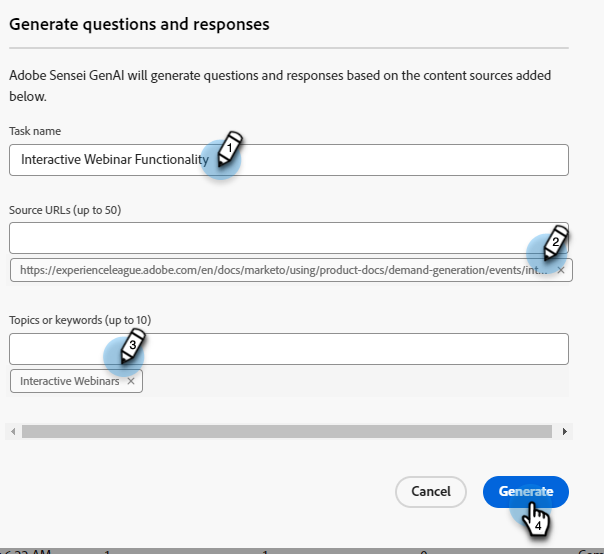 Generate questions and responses
Adobe Sensei GenAI will generate questions and responses based on the content sources added
below.
Task name
Interactive Webinar Functionality
1
Source URLs (up to 50)
2
https://experienceleague.adobe.com/en/docs/marketo/using/product-docs/demand-generation/events/int... ×
Topics or keywords (up to 10)
3
Interactive Webinars ×
Cancel Generate
4